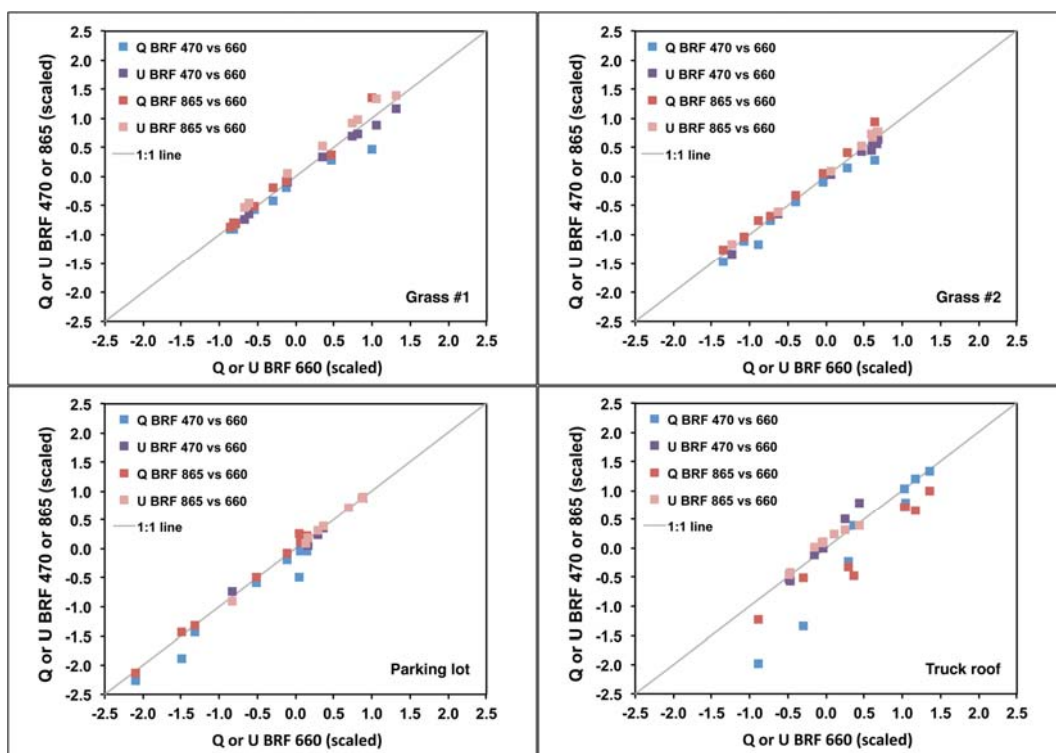 2.5
2.0
1.5
1.0
0.5
0.0
-0.5
-1.0
-1.5
-2.0
-2.5
Q or U BRF 470 or 865 (scaled)
Q BRF 470 vs 660
U BRF 470 vs 660
Q BRF 865 vs 660
U BRF 865 vs 660
1:1 line
Grass #1
-2.5 -2.0 -1.5 -1.0 -0.5 0.0 0.5 1.0 1.5 2.0 2.5
Q or U BRF 660 (scaled)
2.5
2.0
1.5
1.0
0.5
0.0
-0.5
-1.0
-1.5
-2.0
-2.5
Q or U BRF 470 or 865 (scaled)
Q BRF 470 vs 660
U BRF 470 vs 660
Q BRF 865 vs 660
U BRF 865 vs 660
1:1 line
Grass #2
-2.5 -2.0 -1.5 -1.0 -0.5 0.0 0.5 1.0 1.5 2.0 2.5
Q or U BRF 660 (scaled)
2.5
2.0
1.5
1.0
0.5
0.0
-0.5
-1.0
-1.5
-2.0
-2.5
Q or U BRF 470 or 865 (scaled)
Q BRF 470 vs 660
U BRF 470 vs 660
Q BRF 865 vs 660
U BRF 865 vs 660
1:1 line
Parking lot
-2.5 -2.0 -1.5 -1.0 -0.5 0.0 0.5 1.0 1.5 2.0 2.5
Q or U BRF 660 (scaled)
2.5
2.0
1.5
1.0
0.5
0.0
-0.5
-1.0
-1.5
-2.0
-2.5
Q or U BRF 470 or 865 (scaled)
Q BRF 470 vs 660
U BRF 470 vs 660
Q BRF 865 vs 660
U BRF 865 vs 660
1:1 line
Truck roof
-2.5 -2.0 -1.5 -1.0 -0.5 0.0 0.5 1.0 1.5 2.0 2.5
Q or U BRF 660 (scaled)